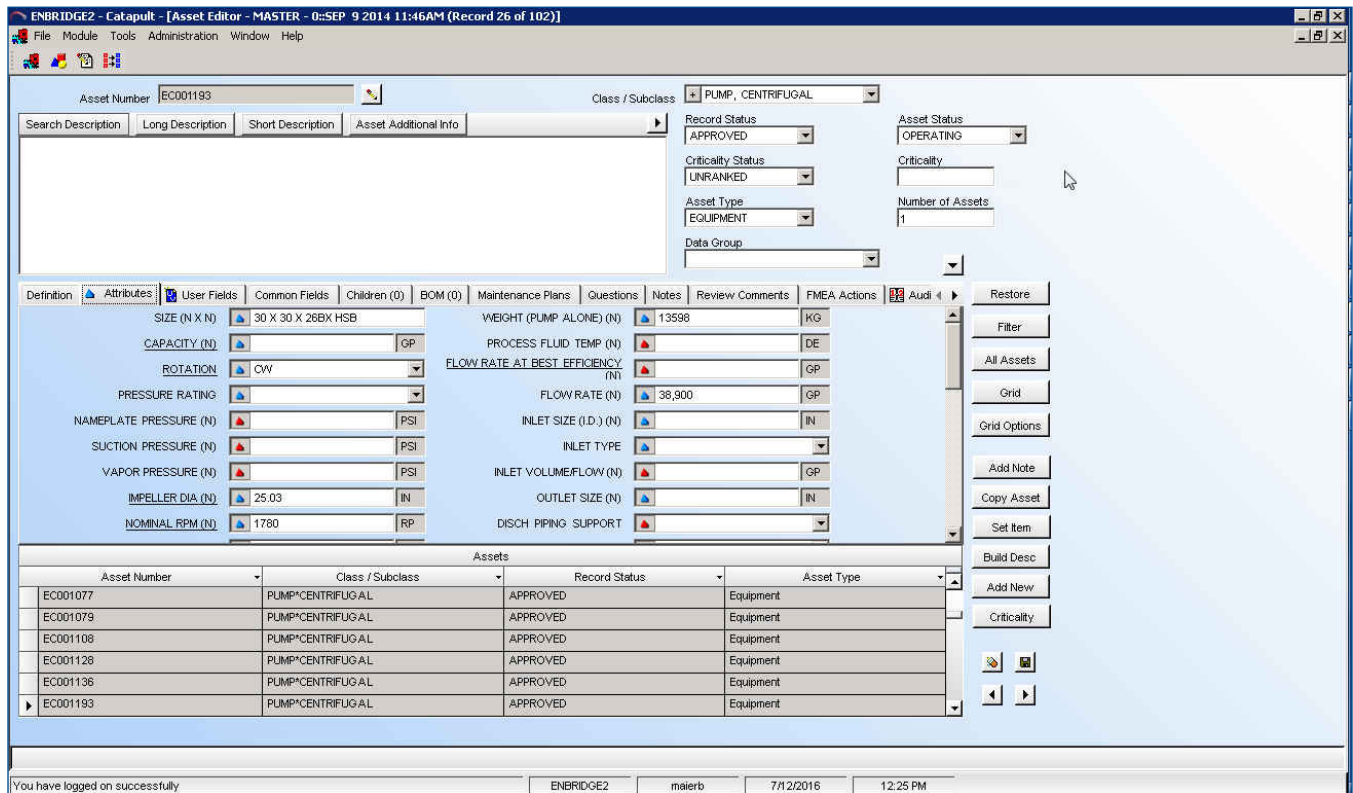 ENBRIDGE2 - Catapult - [Asset Editor - MASTER - 0::SEP 9 2014 11:46AM (Record 26 of 102)]
File Module Tools Administration Window Help
Asset Number EC001193 Class / Subclass + PUMP, CENTRIFUGAL
Search Description Long Description Short Description Asset Additional Info
Record Status Asset Status
APPROVED OPERATING
Criticality Status Criticality
UNRANKED
Asset Type Number of Assets
EQUIPMENT 1
Data Group
Definition Attributes User Fields Common Fields Children (0) BOM (0) Maintenance Plans Questions Notes Review Comments FMEA Actions Audi Restore
SIZE (N X N) 30 X 30 X 26BX HSB WEIGHT (PUMP ALONE) (N) 13598 KG
Filter
CAPACITY (N) GP PROCESS FLUID TEMP (N) DE
All Assets
ROTATION CW FLOW RATE AT BEST EFFICIENCY (N) GP
PRESSURE RATING FLOW RATE (N) 38,900 GP Grid
NAMEPLATE PRESSURE (N) PSI INLET SIZE (I.D.) (N) IN Grid Options
SUCTION PRESSURE (N) PSI INLET TYPE
VAPOR PRESSURE (N) PSI INLET VOLUME/FLOW (N) GP Add Note
IMPELLER DIA (N) 25.03 IN OUTLET SIZE (N) IN Copy Asset
NOMINAL RPM (N) 1780 RP DISCH PIPING SUPPORT Set Item
Assets Build Desc
Asset Number Class / Subclass Record Status Asset Type
EC001077 PUMP*CENTRIFUGAL APPROVED Equipment Add New
EC001079 PUMP*CENTRIFUGAL APPROVED Equipment Criticality
EC001108 PUMP*CENTRIFUGAL APPROVED Equipment
EC001128 PUMP*CENTRIFUGAL APPROVED Equipment
EC001136 PUMP*CENTRIFUGAL APPROVED Equipment
EC001193 PUMP*CENTRIFUGAL APPROVED Equipment
You have logged on successfully ENBRIDGE2 maierb 7/12/2016 12:25 PM